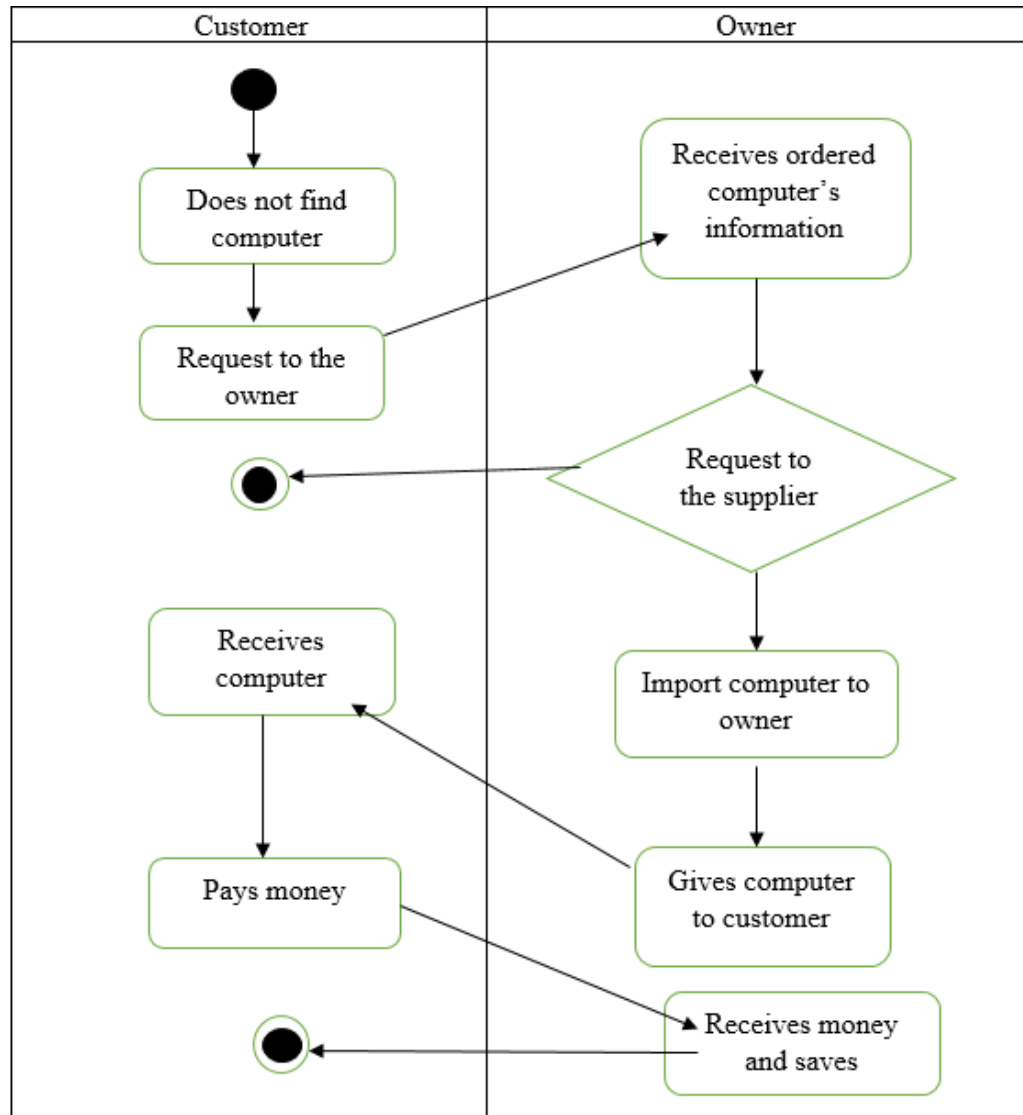 Customer
Owner
Does not find
computer
Request to the
owner
Receives ordered
computer’s
information
Request to
the supplier
Import computer to
owner
Gives computer
to customer
Receives
computer
Pays money
Receives money
and saves